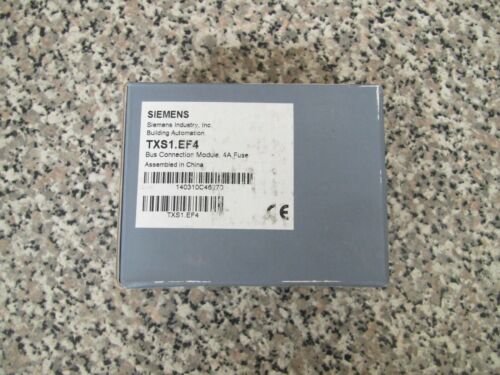 SIEMENS
Siemens Industry, Inc.
Building Automation
TXS1.EF4
Bus Connection Module, 4A Fuse
Assembled in China
TXS1.EF4
CE